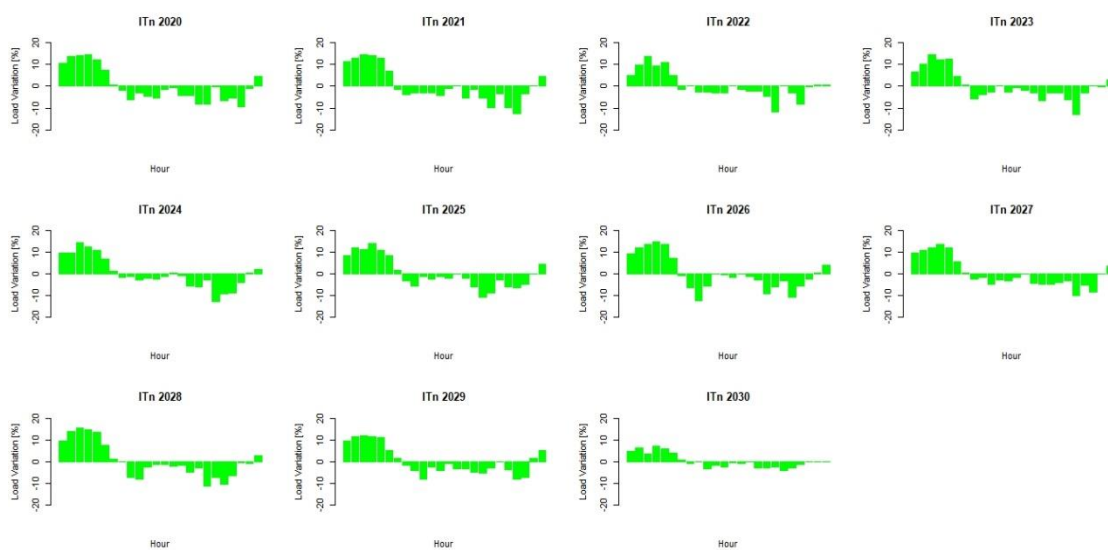 ITn 2020
ITn 2021
ITn 2022
ITn 2023
Load Variation [%]
-20 -10 0 10 20
Load Variation [%]
-20 -10 0 10 20
Load Variation [%]
-20 -10 0 10 20
Load Variation [%]
-20 -10 0 10 20
Hour
Hour
Hour
Hour
ITn 2024
ITn 2025
ITn 2026
ITn 2027
Load Variation [%]
-20 -10 0 10 20
Load Variation [%]
-20 -10 0 10 20
Load Variation [%]
-20 -10 0 10 20
Load Variation [%]
-20 -10 0 10 20
Hour
Hour
Hour
Hour
ITn 2028
ITn 2029
ITn 2030
Load Variation [%]
-20 -10 0 10 20
Load Variation [%]
-20 -10 0 10 20
Load Variation [%]
-20 -10 0 10 20
Hour
Hour
Hour